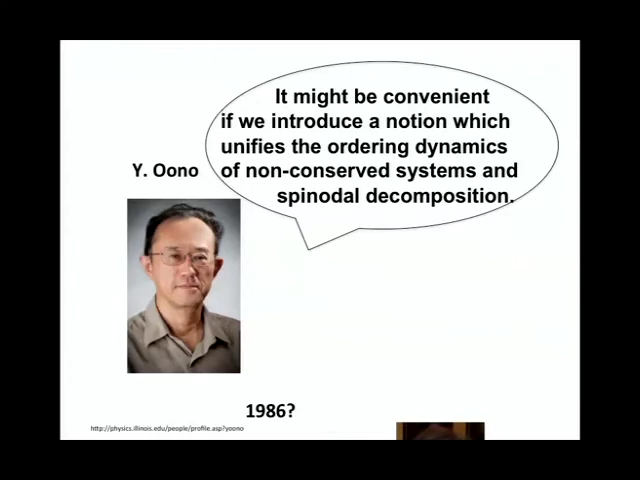 It might be convenient
if we introduce a notion which
unifies the ordering dynamics
of non-conserved systems and
spinodal decomposition.
Y. Oono
1986?
http://physics.illinois.edu/people/profile.asp?yoono